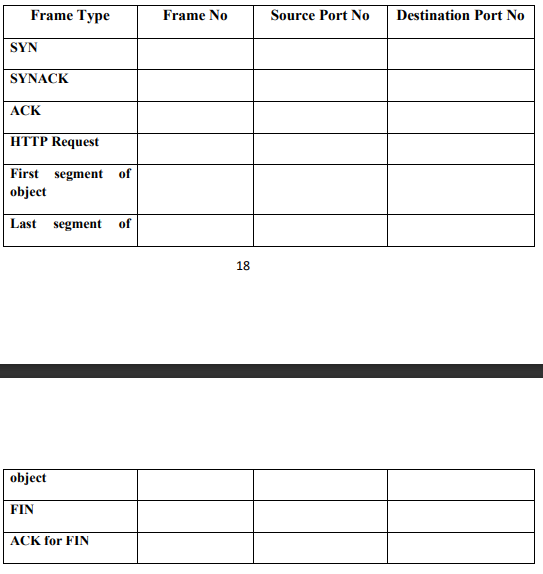 Frame Type Frame No Source Port No Destination Port No
SYN
SYNACK
ACK
HTTP Request
First segment of
object
Last segment of
18
object
FIN
ACK for FIN